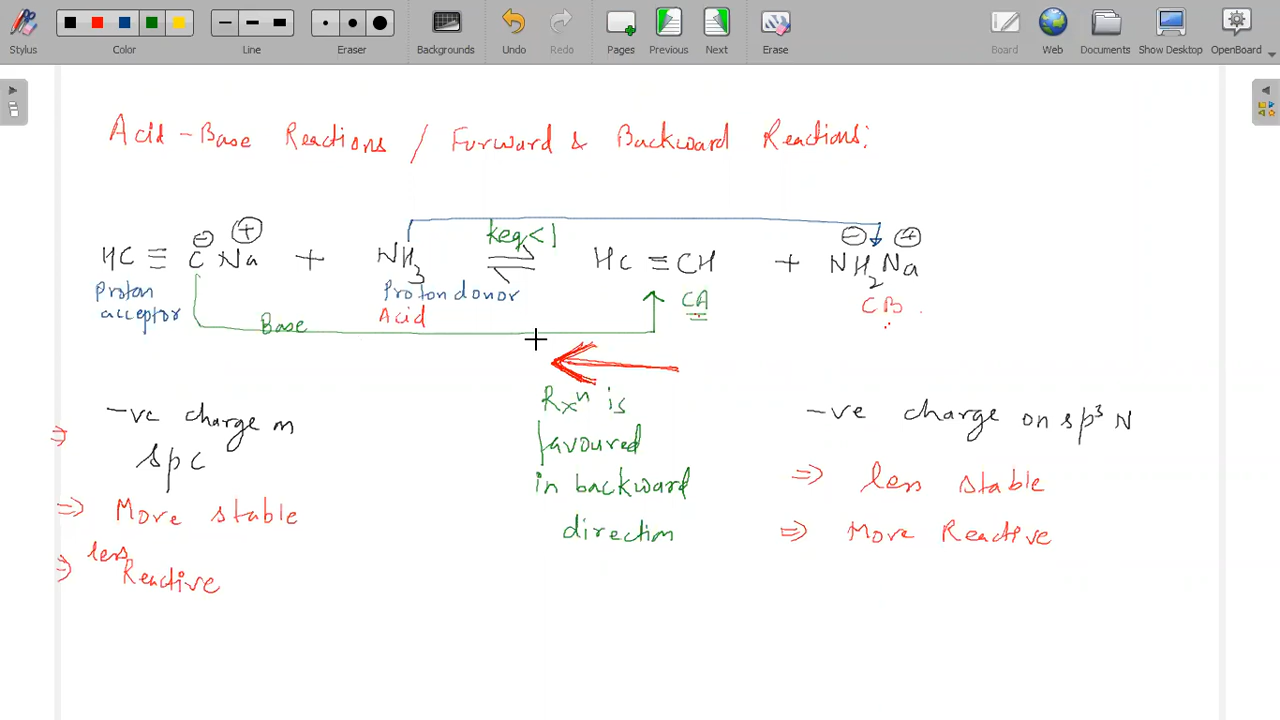 Stylus Color Line Eraser Backgrounds Undo Redo Pages Previous Next Erase Board Web Documents Show Desktop OpenBoard
Acid-Base Reactions / Forward & Backward Reactions:
keq<1
HC ≡ C⊖ Na⊕ + NH3 ⇌ HC ≡ CH + NH2⊖ Na⊕
Proton acceptor
Proton donor
Acid
Base
CA
CB
-ve charge on
spC
⇒ More stable
⇒ less Reactive
Rxⁿ is
favoured
in backward
direction
-ve charge on sp³ N
⇒ less stable
⇒ More Reactive